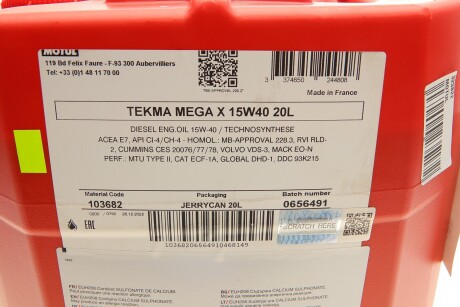 MOTUL
119 Bd Felix Faure - F-93 300 Aubervilliers
Tel: +33 (0)1 48 11 70 00
3 374650 244808
Made in France
TEKMA MEGA X 15W40 20L
DIESEL ENG.OIL 15W-40 / TECHNOSYNTHESE
ACEA E7, API CI-4/CH-4 - HOMOL: MB-APPROVAL 228.3, RVI RLD-
2, CUMMINS CES 20076/77/78, VOLVO VDS-3, MACK EO-N
PERF.: MTU TYPE II, CAT ECF-1A, GLOBAL DHD-1, DDC 93K215
Material Code Packaging Batch number
103682 JERRYCAN 20L 0656491
EAC
SCRATCH HERE
10368206564910468149
CALCIUM SULFONATE